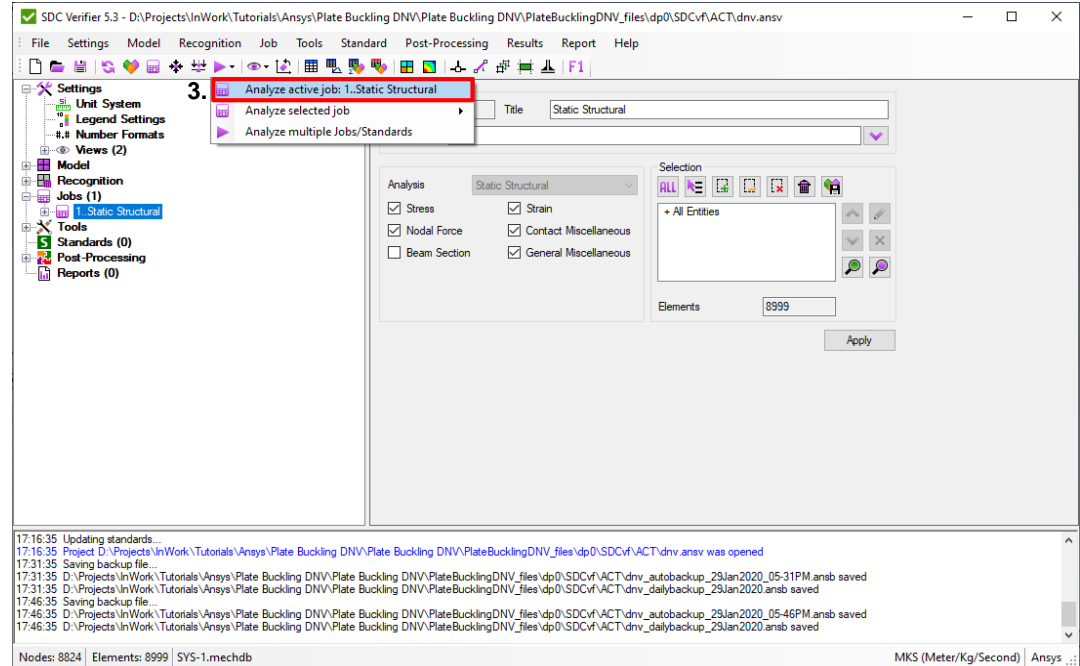 SDC Verifier 5.3 - D:\Projects\InWork\Tutorials\Ansys\Plate Buckling DNV\Plate Buckling DNV\PlateBucklingDNV_files\dp0\SDCvf\ACT\dnv.ansv
File Settings Model Recognition Job Tools Standard Post-Processing Results Report Help
F1
3.
Analyze active job: 1..Static Structural
Analyze selected job
Analyze multiple Jobs/Standards
Settings
Unit System
Legend Settings
#.# Number Formats
Views (2)
Model
Recognition
Jobs (1)
1..Static Structural
Tools
Standards (0)
Post-Processing
Reports (0)
Title Static Structural
Analysis Static Structural
Stress Strain
Nodal Force Contact Miscellaneous
Beam Section General Miscellaneous
Selection
ALL
+ All Entities
Elements 8999
Apply
17:16:35 Updating standards...
17:16:35 Project D:\Projects\InWork\Tutorials\Ansys\Plate Buckling DNV\Plate Buckling DNV\PlateBucklingDNV_files\dp0\SDCvf\ACT\dnv.ansv was opened
17:31:35 Saving backup file...
17:31:35 D:\Projects\InWork\Tutorials\Ansys\Plate Buckling DNV\Plate Buckling DNV\PlateBucklingDNV_files\dp0\SDCvf\ACT\dnv_autobackup_29Jan2020_05-31PM.ansb saved
17:31:35 D:\Projects\InWork\Tutorials\Ansys\Plate Buckling DNV\Plate Buckling DNV\PlateBucklingDNV_files\dp0\SDCvf\ACT\dnv_dailybackup_29Jan2020.ansb saved
17:46:35 Saving backup file...
17:46:35 D:\Projects\InWork\Tutorials\Ansys\Plate Buckling DNV\Plate Buckling DNV\PlateBucklingDNV_files\dp0\SDCvf\ACT\dnv_autobackup_29Jan2020_05-46PM.ansb saved
17:46:35 D:\Projects\InWork\Tutorials\Ansys\Plate Buckling DNV\Plate Buckling DNV\PlateBucklingDNV_files\dp0\SDCvf\ACT\dnv_dailybackup_29Jan2020.ansb saved
Nodes: 8824 Elements: 8999 SYS-1.mechdb MKS (Meter/Kg/Second) Ansys